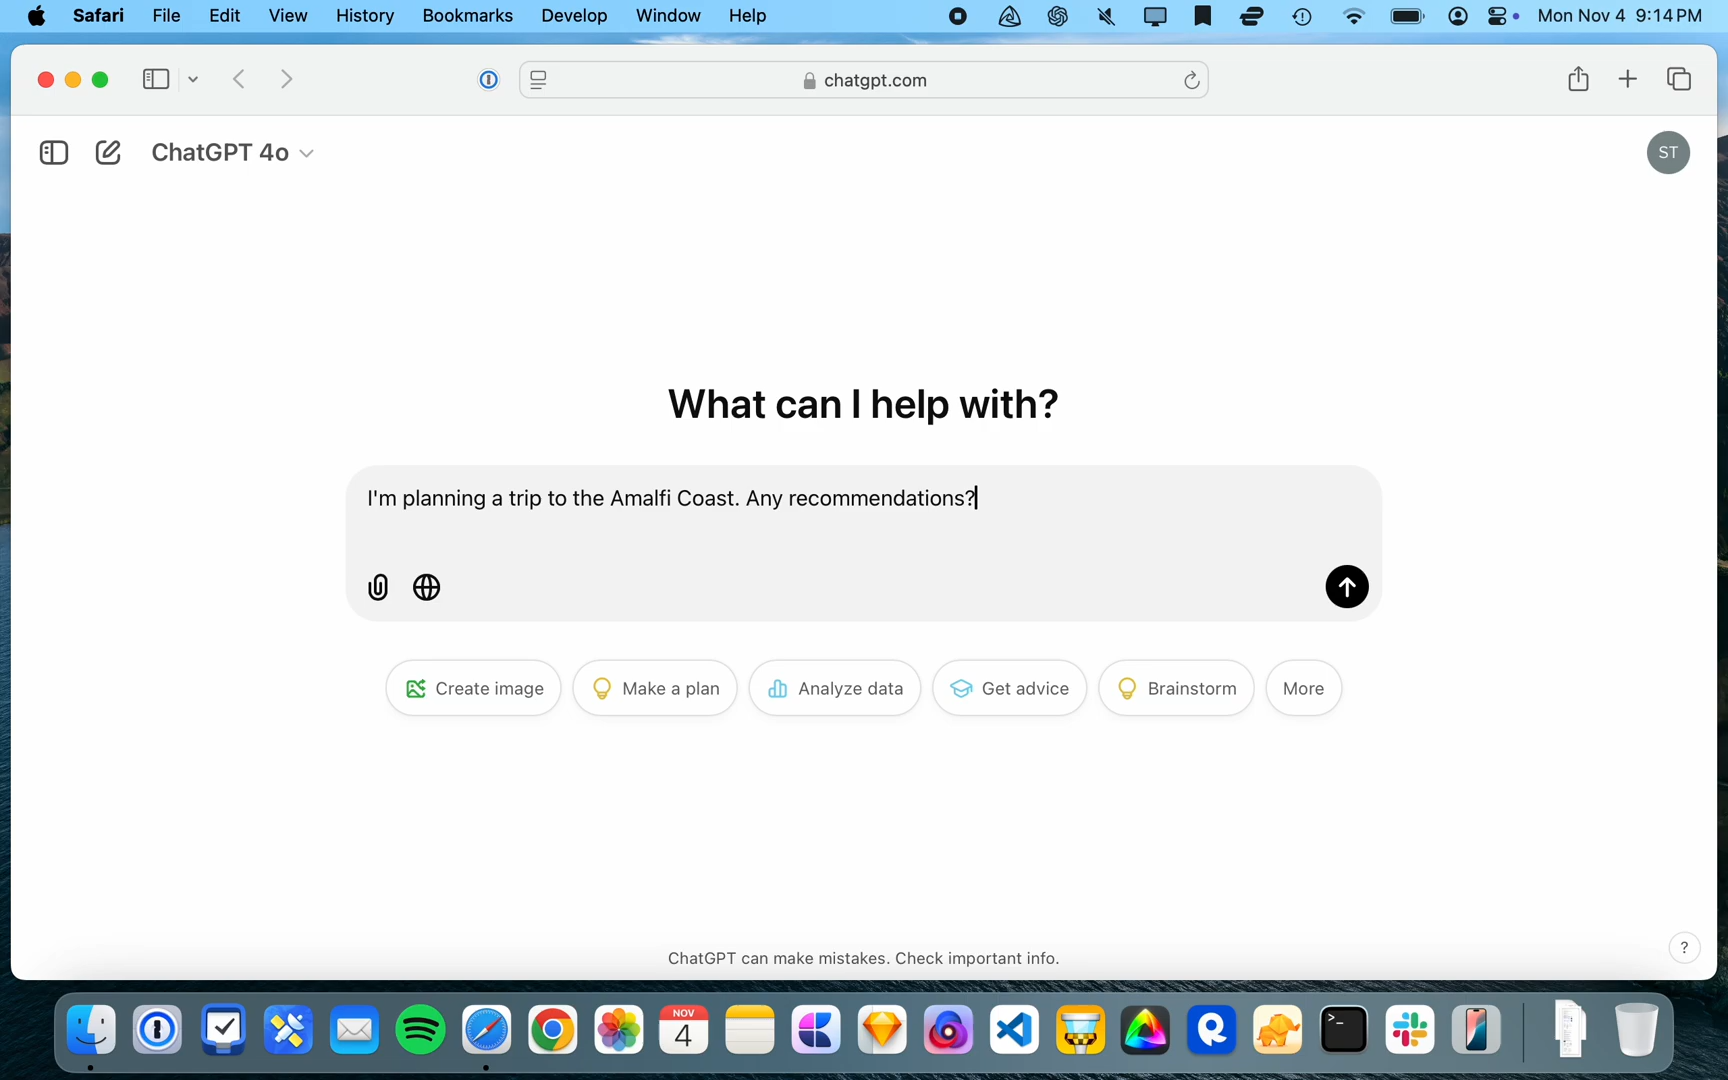 Safari File Edit View History Bookmarks Develop Window Help Mon Nov 4 9:14 PM
chatgpt.com
ChatGPT 4o
ST
What can I help with?
I'm planning a trip to the Amalfi Coast. Any recommendations?
Create image Make a plan Analyze data Get advice Brainstorm More
ChatGPT can make mistakes. Check important info.
?
NOV
4